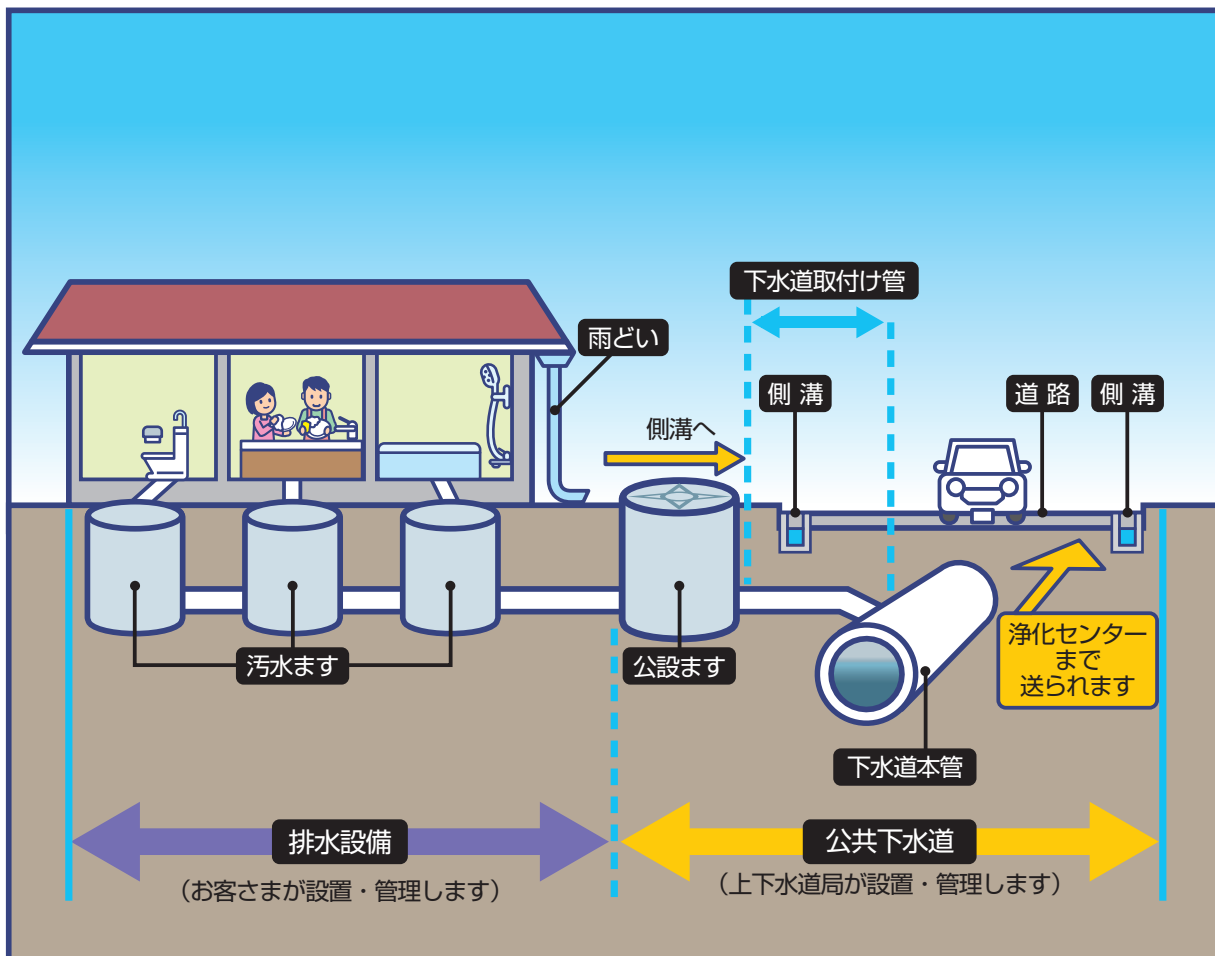 下水道取付け管
雨どい
側溝へ
側 溝
道 路
側 溝
汚水ます
公設ます
浄化センター
まで
送られます
下水道本管
排水設備
(お客さまが設置・管理します)
公共下水道
(上下水道局が設置・管理します)